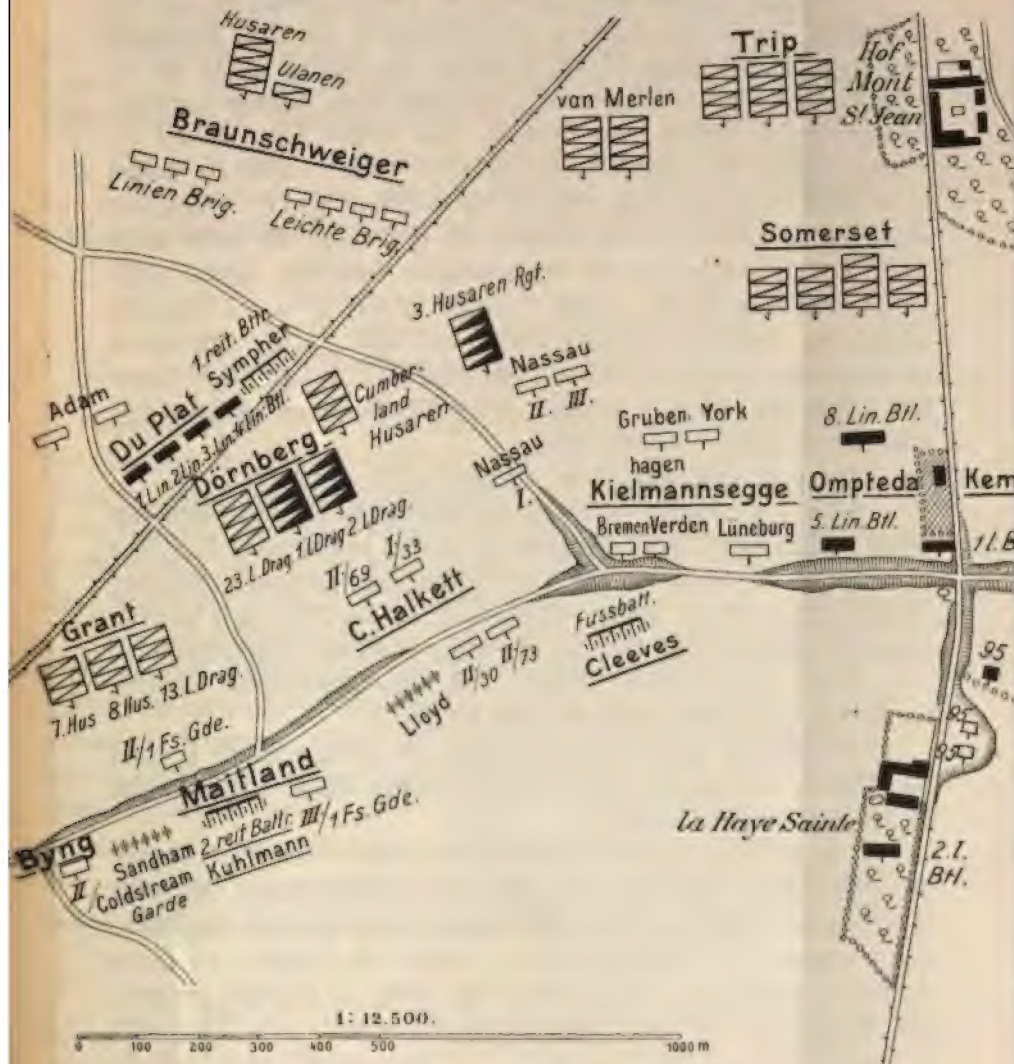 Husaren
Ulanen
Braunschweiger
Linien Brig.
Leichte Brig.
van Merlen
Trip
Hof
Mont
St Jean
Somerset
3. Husaren Rgt.
Nassau
II. III.
1. reit. Bttr.
Sympher
Adam
Du Plat
1. Lin. 2. Lin. 3. Lin. 4. Lin. Btl.
Cumber-
land
Husaren
Dörnberg
23. l. Drag. 1. l. Drag. 2. l. Drag.
Nassau
I.
Gruben- York
hagen
Kielmannsegge
Bremen Verden Lüneburg
8. Lin. Btl.
Ompteda
5. Lin. Btl.
Kem
1 l. B
I/33
II/69
C. Halkett
Grant
7. Hus 8. Hus. 13. l. Drag.
II/30 II/73
Lloyd
Fussbatt.
Cleeves
95
95
95
II/1 Fs. Gde.
Maitland
III/1 Fs. Gde.
2. reit Battr.
Kuhlmann
Sandham
Byng
II/
Coldstream
Garde
la Haye Sainte
2. l.
Btl.
1: 12.500.
0 100 200 300 400 500 1000 m